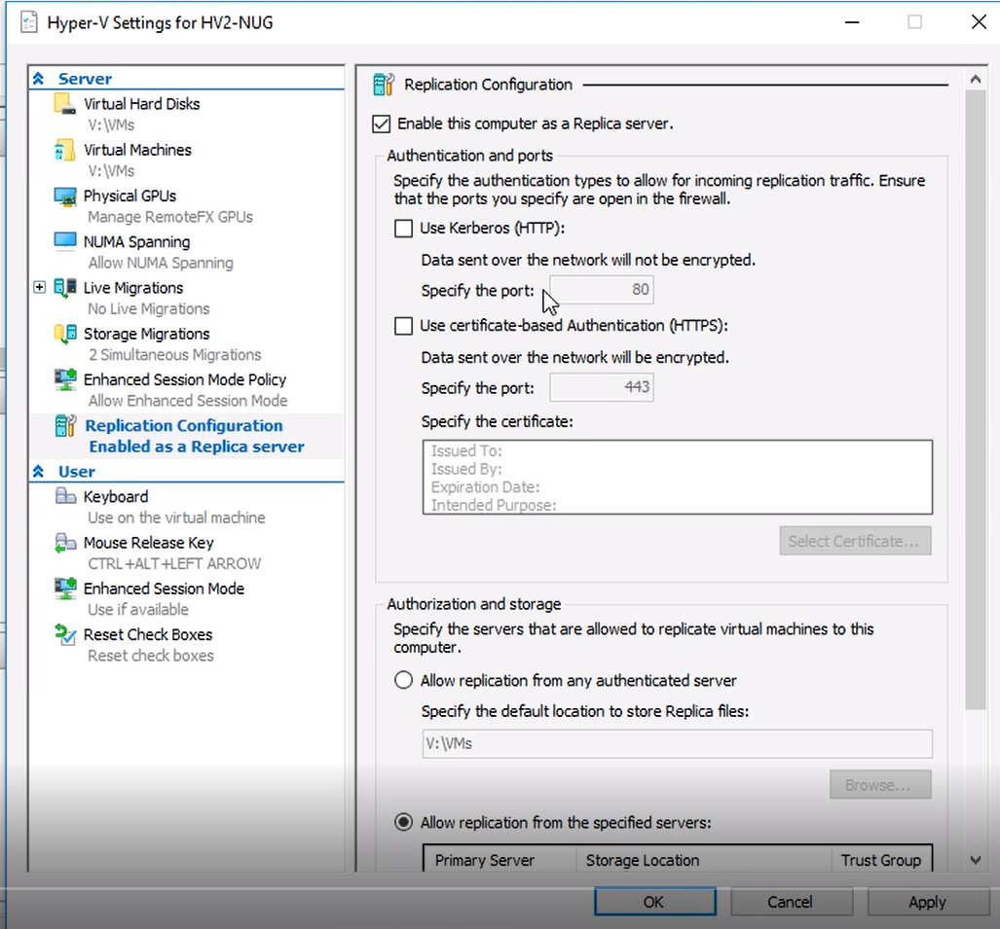 Hyper-V Settings for HV2-NUG
Server
Virtual Hard Disks
V:\VMs
Virtual Machines
V:\VMs
Physical GPUs
Manage RemoteFX GPUs
NUMA Spanning
Allow NUMA Spanning
Live Migrations
No Live Migrations
Storage Migrations
2 Simultaneous Migrations
Enhanced Session Mode Policy
Allow Enhanced Session Mode
Replication Configuration
Enabled as a Replica server
User
Keyboard
Use on the virtual machine
Mouse Release Key
CTRL+ALT+LEFT ARROW
Enhanced Session Mode
Use if available
Reset Check Boxes
Reset check boxes
Replication Configuration
Enable this computer as a Replica server.
Authentication and ports
Specify the authentication types to allow for incoming replication traffic. Ensure
that the ports you specify are open in the firewall.
Use Kerberos (HTTP):
Data sent over the network will not be encrypted.
Specify the port: 80
Use certificate-based Authentication (HTTPS):
Data sent over the network will be encrypted.
Specify the port: 443
Specify the certificate:
Issued To:
Issued By:
Expiration Date:
Intended Purpose:
Select Certificate...
Authorization and storage
Specify the servers that are allowed to replicate virtual machines to this
computer.
Allow replication from any authenticated server
Specify the default location to store Replica files:
V:\VMs
Browse...
Allow replication from the specified servers:
Primary Server Storage Location Trust Group
OK Cancel Apply